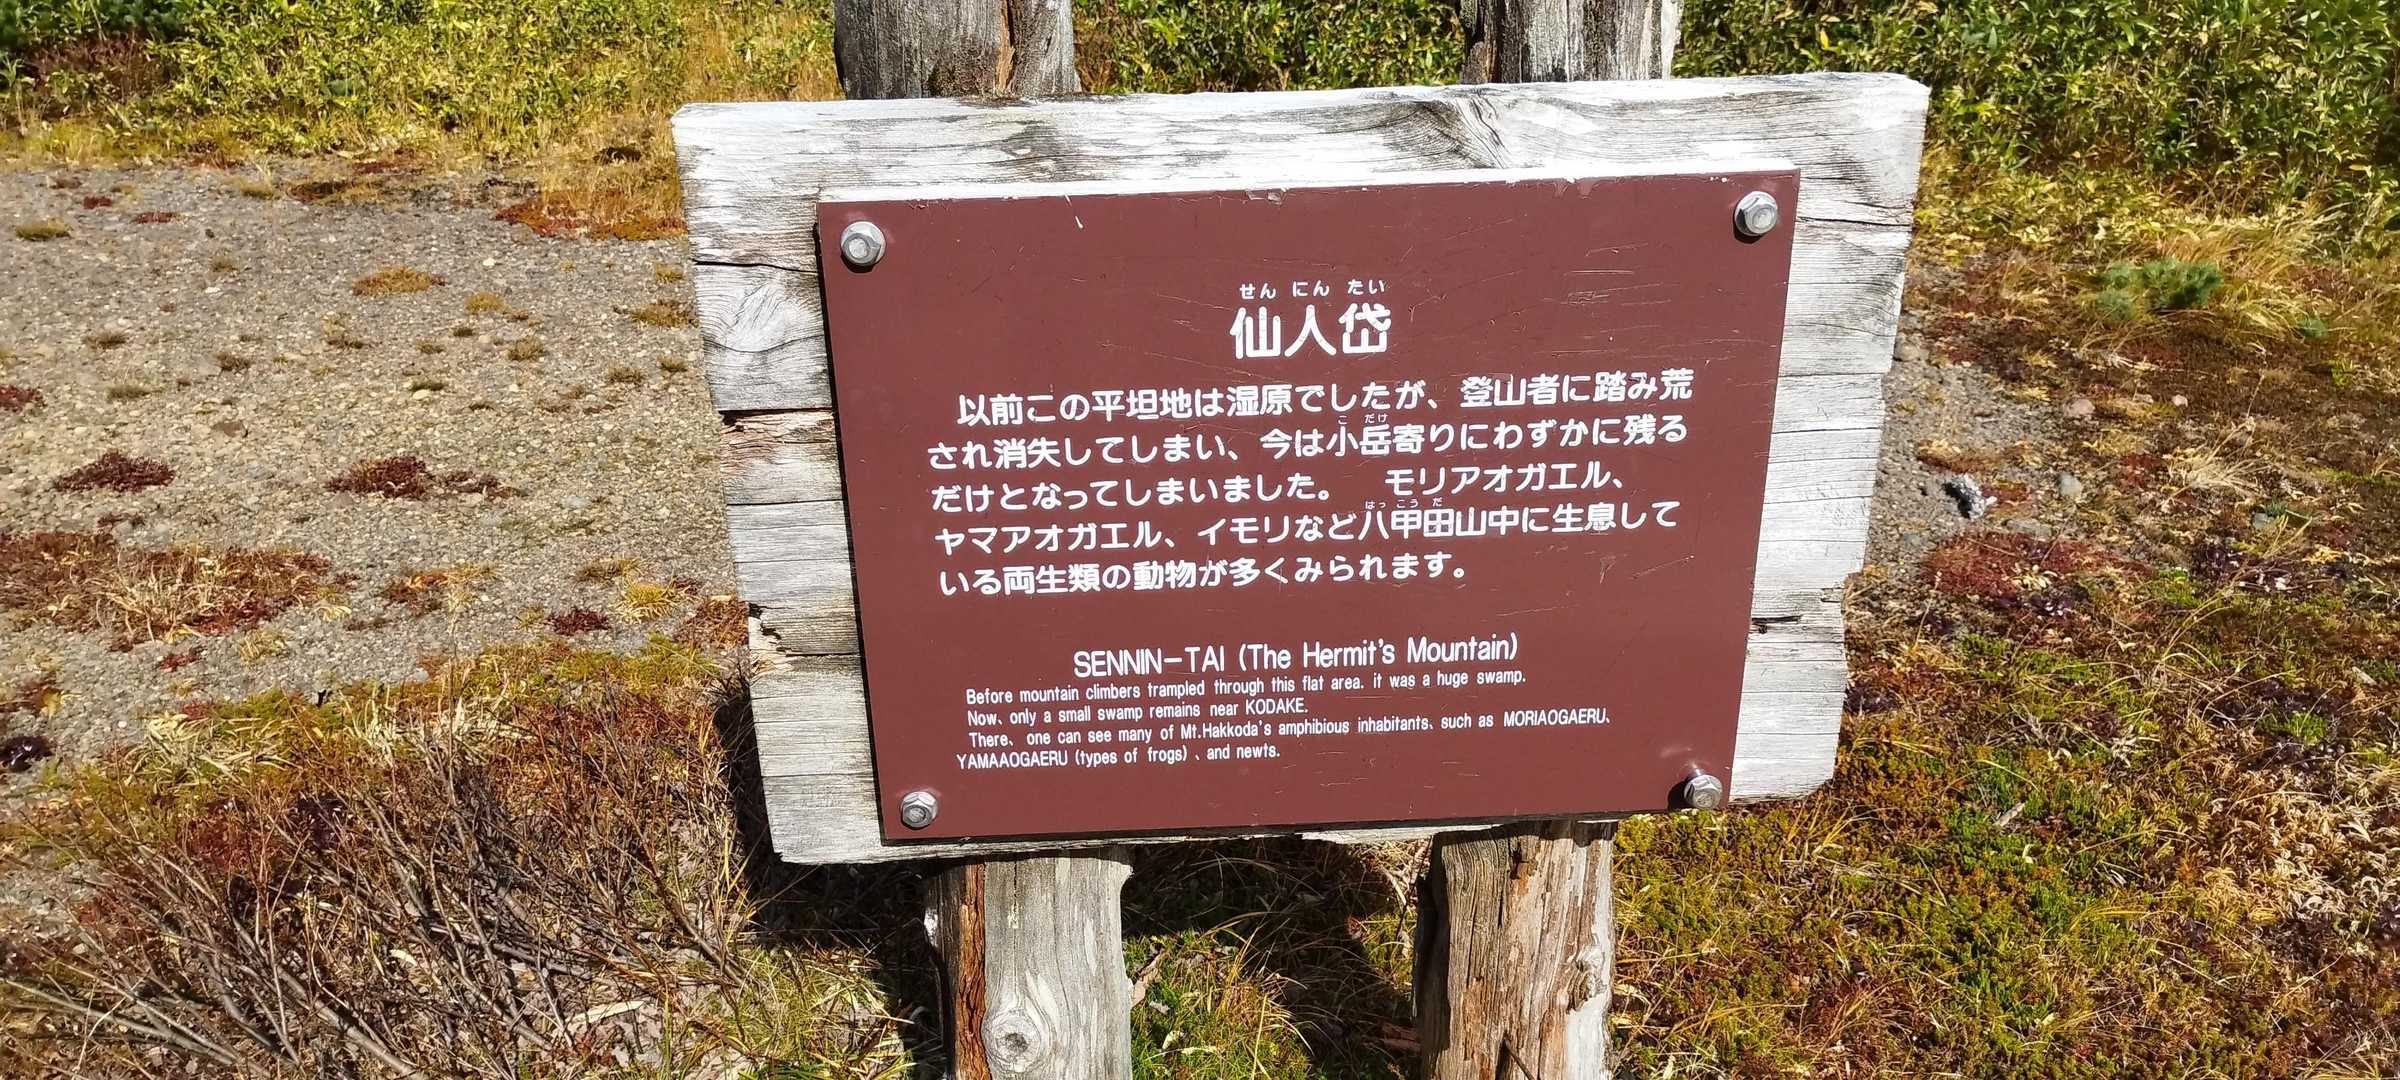 せん にん たい
仙人岱
以前この平坦地は湿原でしたが、登山者に踏み荒
こ だけ
され消失してしまい、今は小岳寄りにわずかに残る
だけとなってしまいました。 モリアオガエル、
はっ こう だ
ヤマアオガエル、イモリなど八甲田山中に生息して
いる両生類の動物が多くみられます。
SENNIN-TAI (The Hermit's Mountain)
Before mountain climbers trampled through this flat area. it was a huge swamp.
Now、only a small swamp remains near KODAKE.
There、 one can see many of Mt.Hakkoda's amphibious inhabitants、such as MORIAOGAERU、
YAMAAOGAERU (types of frogs) 、and newts.